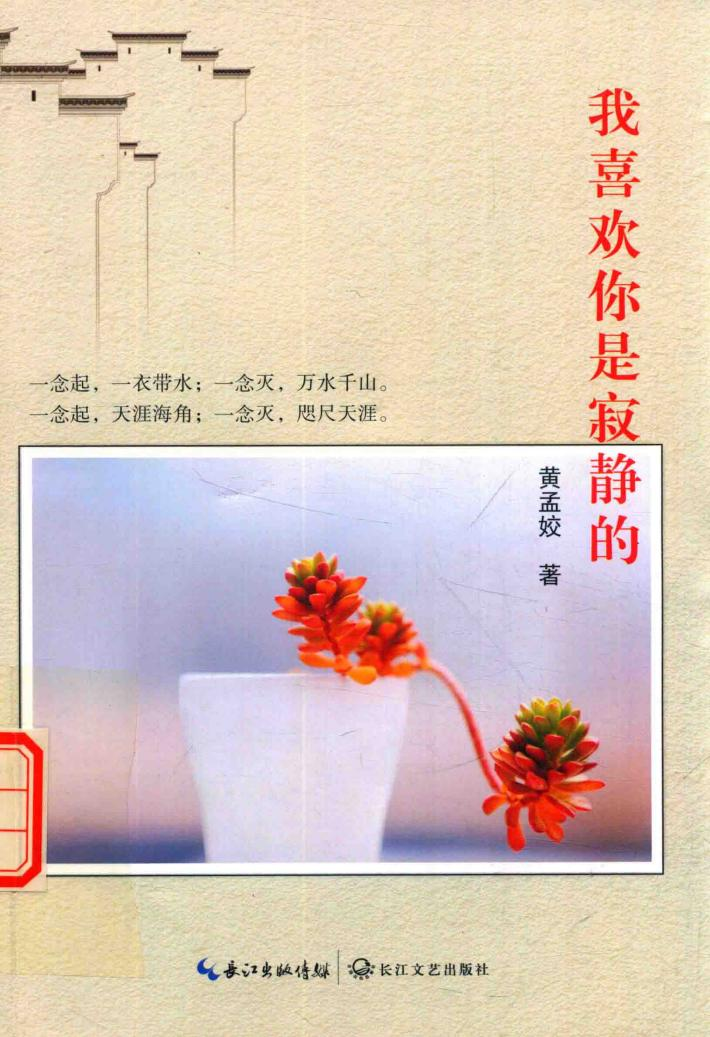 我喜欢你是寂静的
一念起，一衣带水；一念灭，万水千山。
一念起，天涯海角；一念灭，咫尺天涯。
黄孟姣 著
长江出版传媒
长江文艺出版社